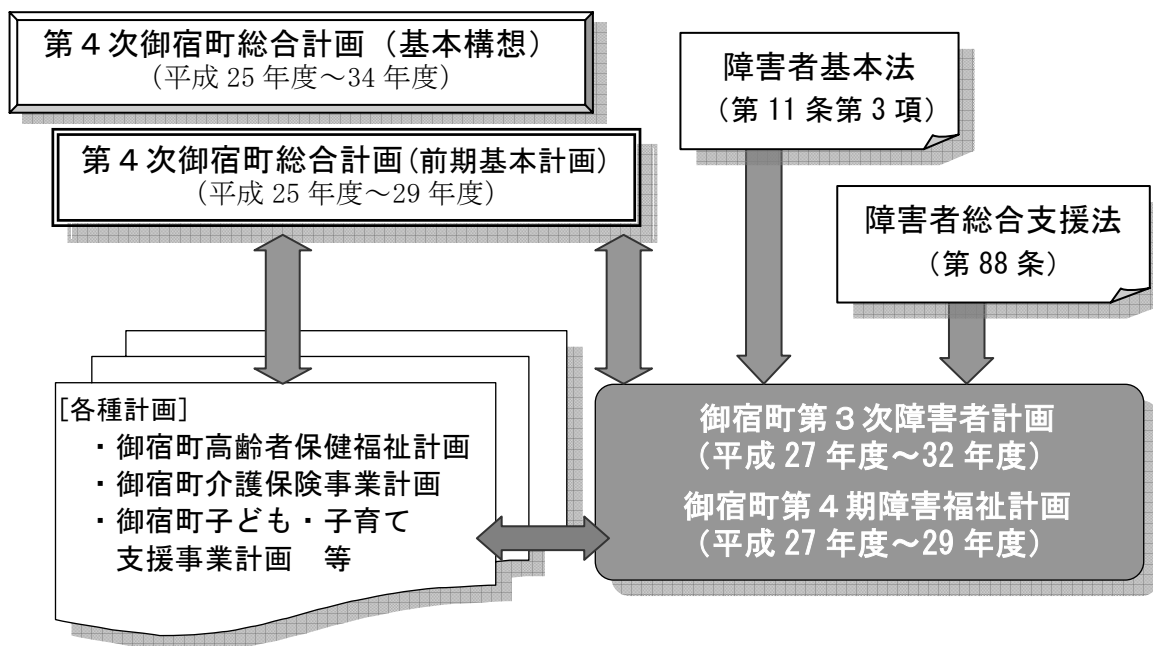 第４次御宿町総合計画（基本構想）
（平成 25 年度～34 年度）
第４次御宿町総合計画(前期基本計画)
（平成 25 年度～29 年度）
障害者基本法
（第 11 条第 3 項）
障害者総合支援法
（第 88 条）
[各種計画]
・御宿町高齢者保健福祉計画
・御宿町介護保険事業計画
・御宿町子ども・子育て
支援事業計画　等
御宿町第３次障害者計画
（平成 27 年度～32 年度）
御宿町第４期障害福祉計画
（平成 27 年度～29 年度）